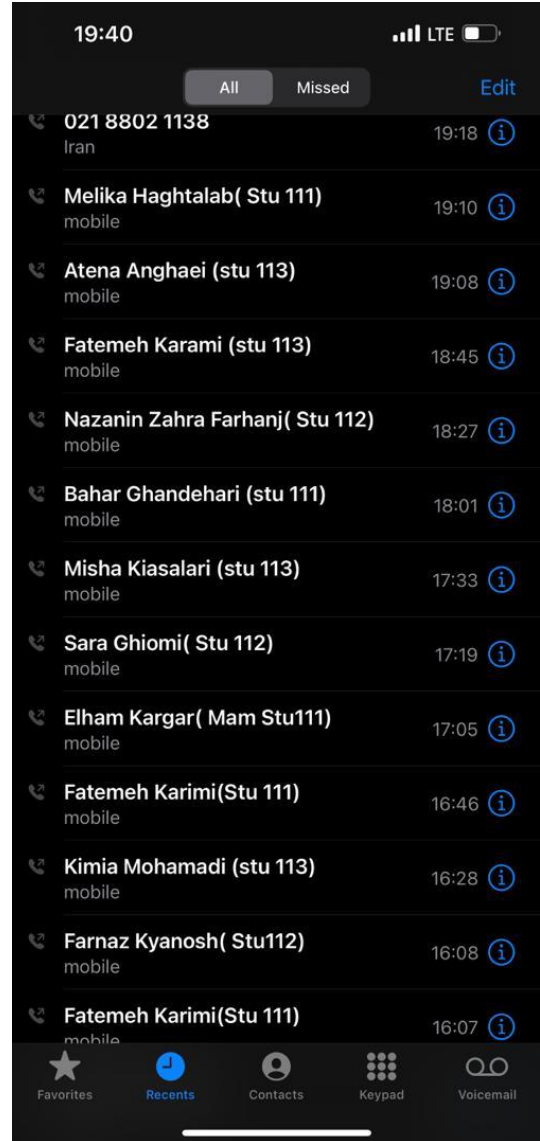 19:40
LTE
All Missed Edit
021 8802 1138
Iran
19:18
Melika Haghtalab( Stu 111)
mobile
19:10
Atena Anghaei (stu 113)
mobile
19:08
Fatemeh Karami (stu 113)
mobile
18:45
Nazanin Zahra Farhanj( Stu 112)
mobile
18:27
Bahar Ghandehari (stu 111)
mobile
18:01
Misha Kiasalari (stu 113)
mobile
17:33
Sara Ghiomi( Stu 112)
mobile
17:19
Elham Kargar( Mam Stu111)
mobile
17:05
Fatemeh Karimi(Stu 111)
mobile
16:46
Kimia Mohamadi (stu 113)
mobile
16:28
Farnaz Kyanosh( Stu112)
mobile
16:08
Fatemeh Karimi(Stu 111)
mobile
16:07
Favorites Recents Contacts Keypad Voicemail